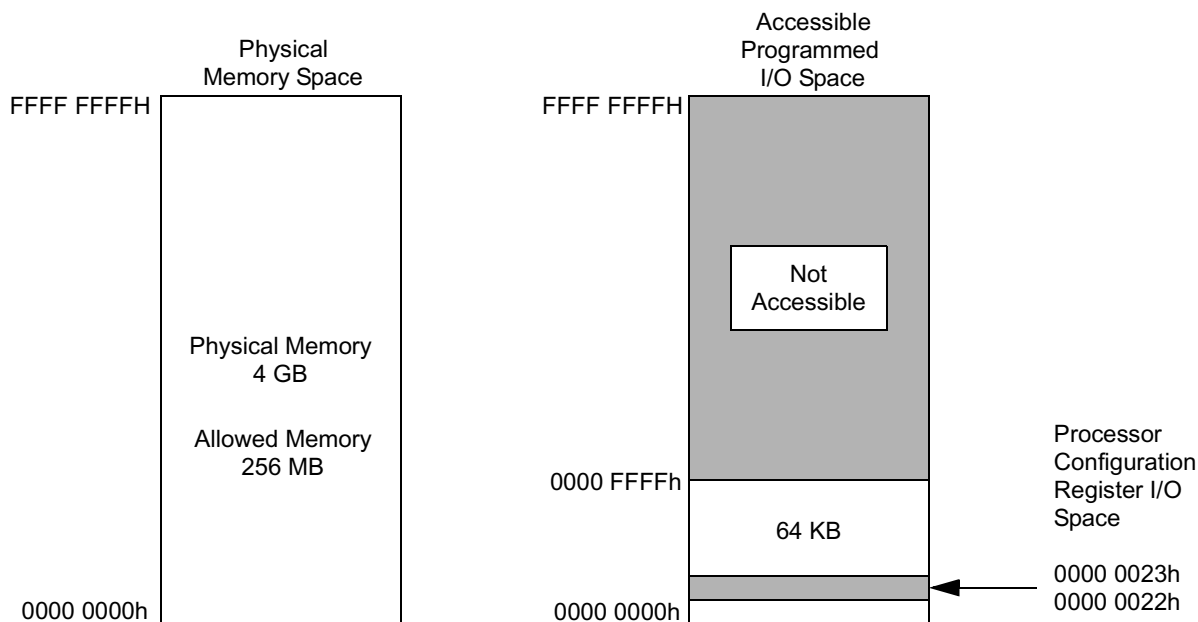 Physical
Memory Space
FFFF FFFFH
Physical Memory
4 GB
Allowed Memory
256 MB
0000 0000h
Accessible
Programmed
I/O Space
FFFF FFFFH
Not
Accessible
0000 FFFFh
64 KB
0000 0000h
Processor
Configuration
Register I/O
Space
0000 0023h
0000 0022h